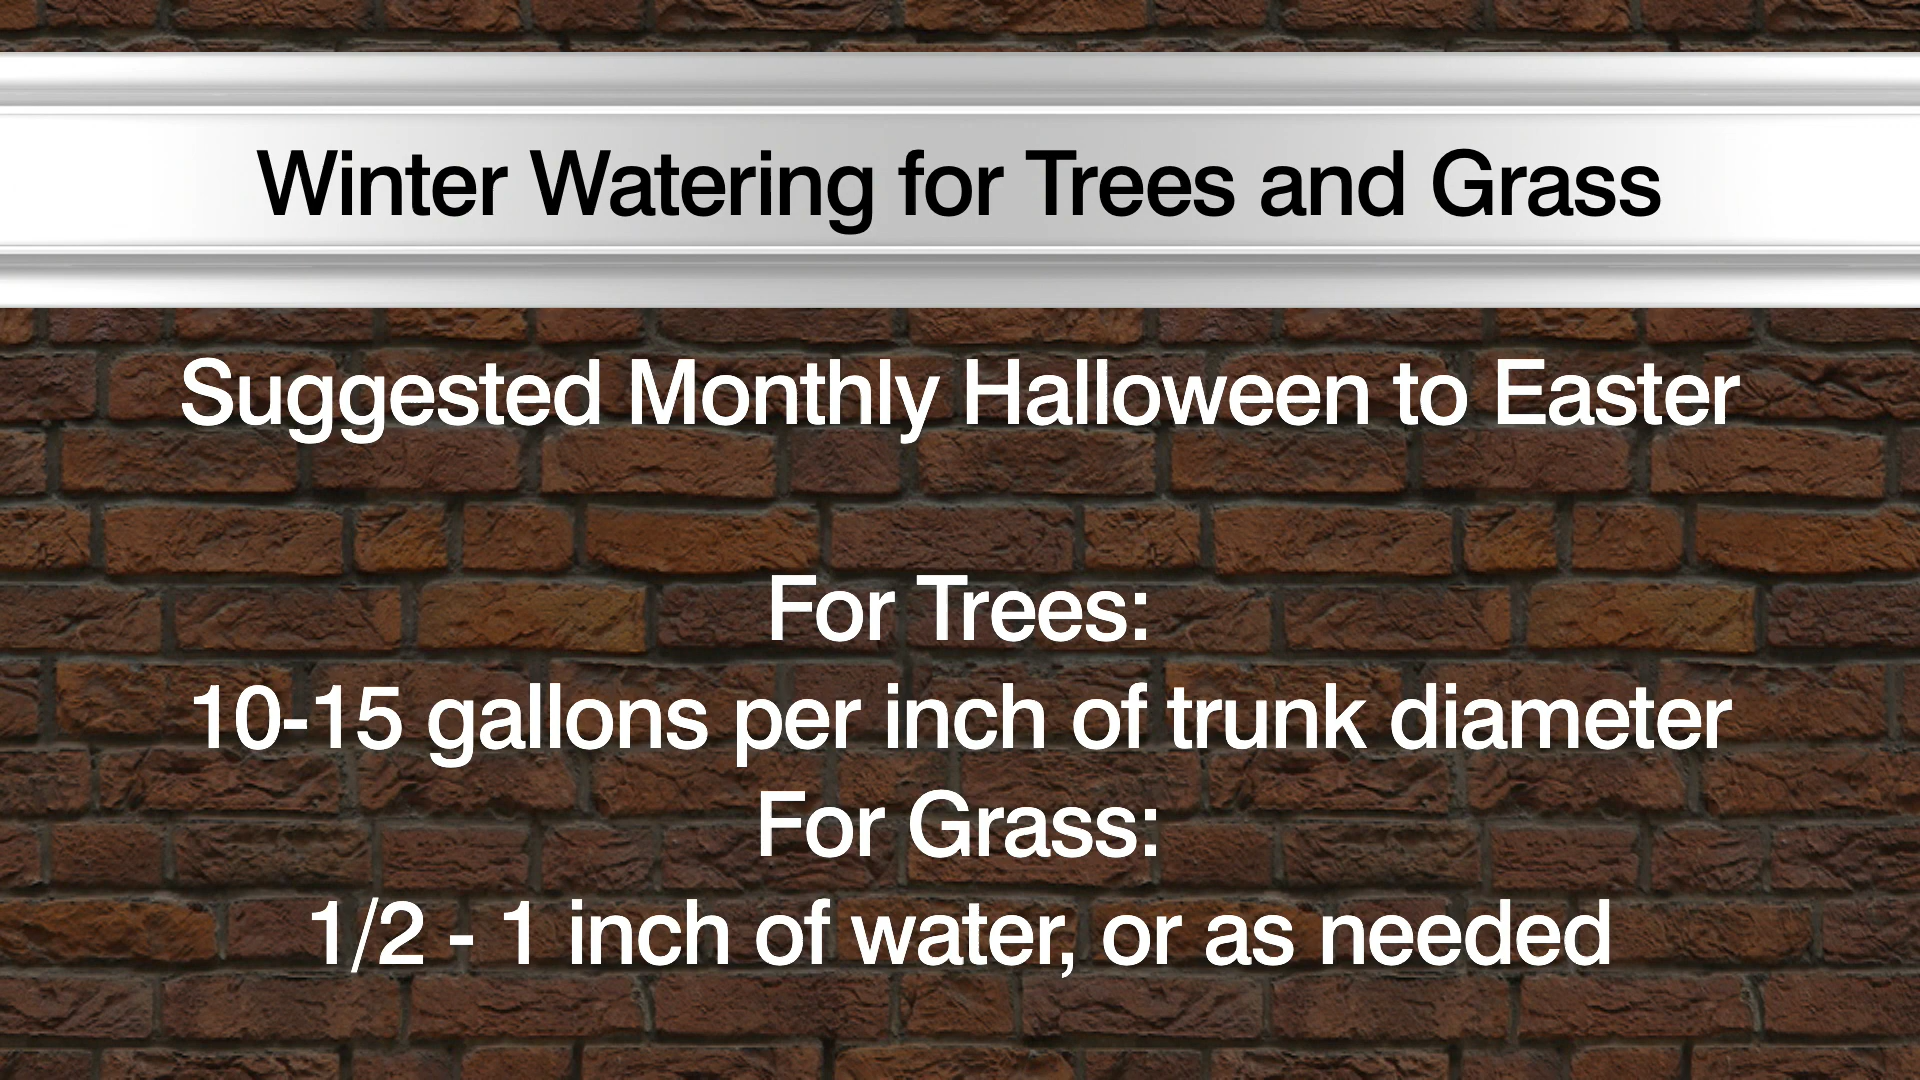 Winter Watering for Trees and Grass
Suggested Monthly Halloween to Easter
For Trees:
10-15 gallons per inch of trunk diameter
For Grass:
1/2 - 1 inch of water, or as needed